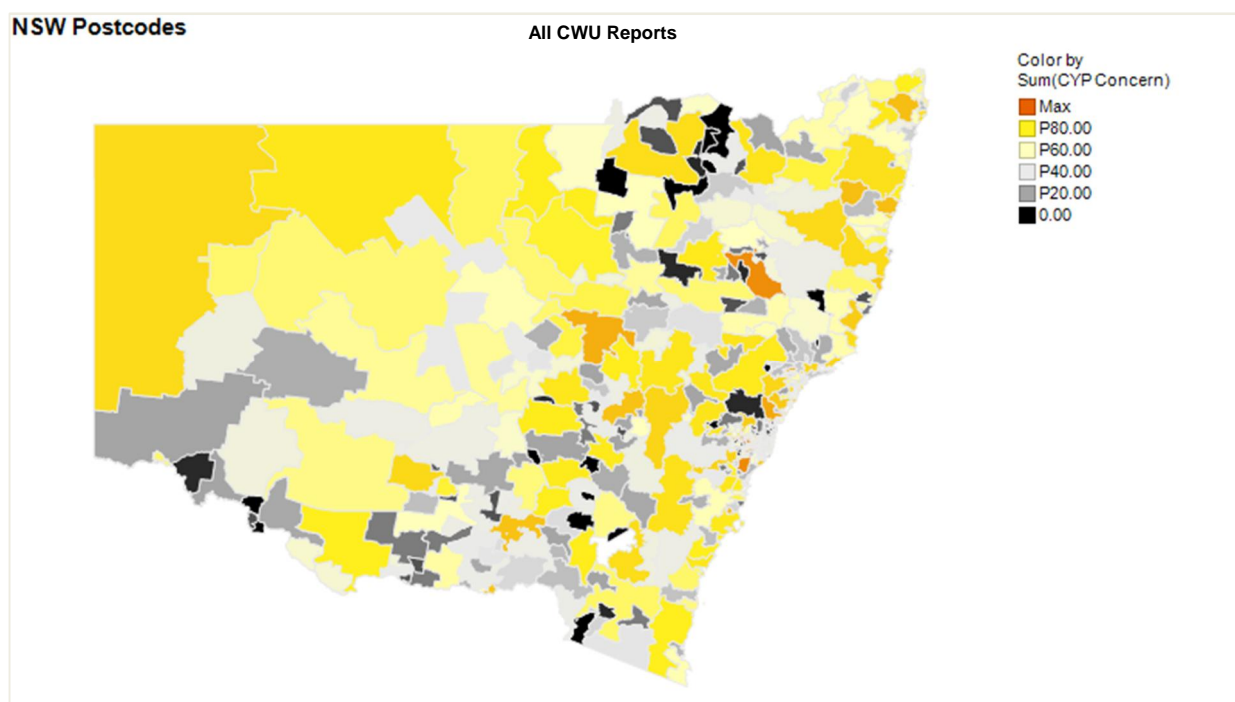 NSW Postcodes
All CWU Reports
Color by
Sum(CYP Concern)
Max
P80.00
P60.00
P40.00
P20.00
0.00